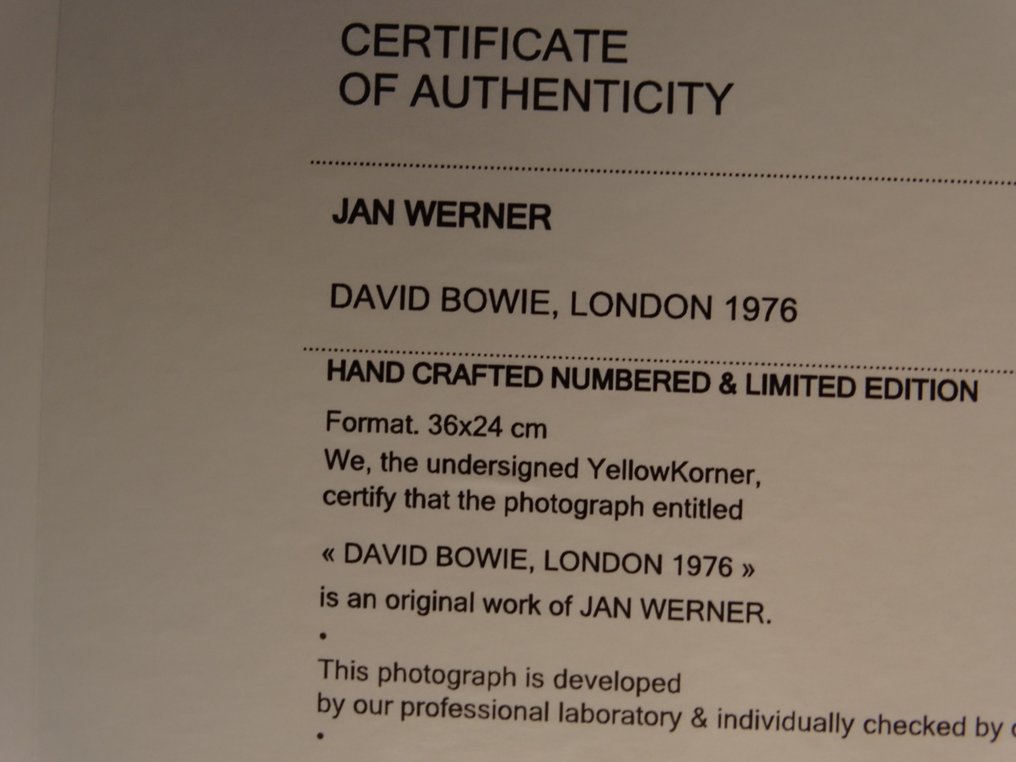 CERTIFICATE
OF AUTHENTICITY
JAN WERNER
DAVID BOWIE, LONDON 1976
HAND CRAFTED NUMBERED & LIMITED EDITION
Format. 36x24 cm
We, the undersigned YellowKorner,
certify that the photograph entitled
« DAVID BOWIE, LONDON 1976 »
is an original work of JAN WERNER.
•
This photograph is developed
by our professional laboratory & individually checked by
•